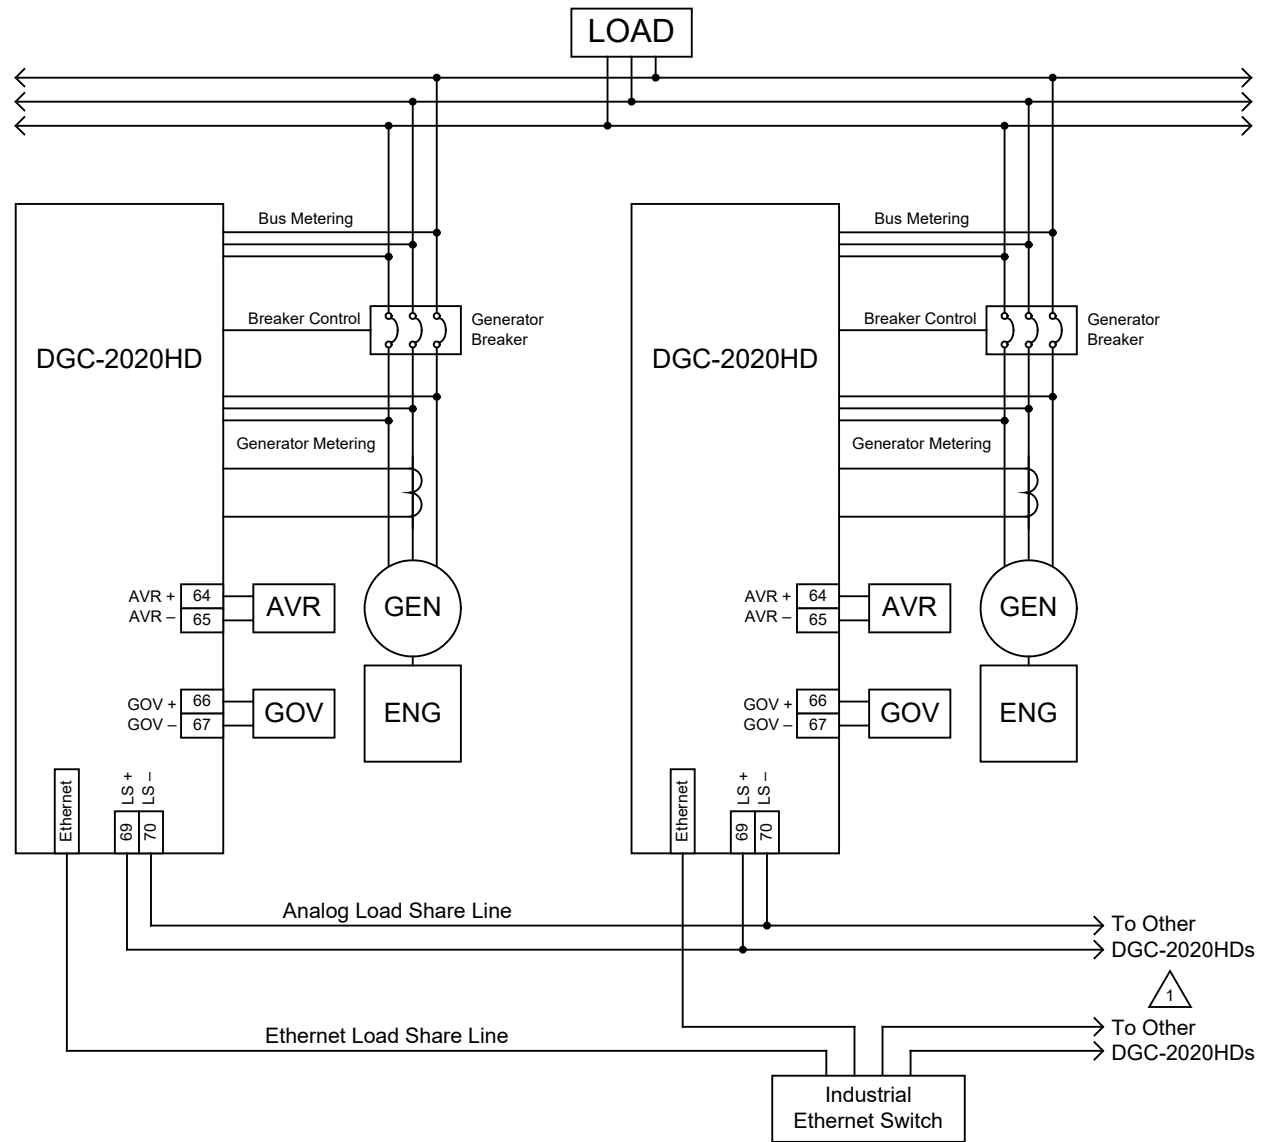 LOAD
Bus Metering
Breaker Control
Generator
Breaker
DGC-2020HD
Generator Metering
AVR +
64
AVR –
65
AVR
GEN
GOV +
66
GOV –
67
GOV
ENG
Ethernet
LS +
69
LS –
70
Bus Metering
Breaker Control
Generator
Breaker
DGC-2020HD
Generator Metering
AVR +
64
AVR –
65
AVR
GEN
GOV +
66
GOV –
67
GOV
ENG
Ethernet
LS +
69
LS –
70
Analog Load Share Line
To Other
DGC-2020HDs
1
Ethernet Load Share Line
To Other
DGC-2020HDs
Industrial
Ethernet Switch